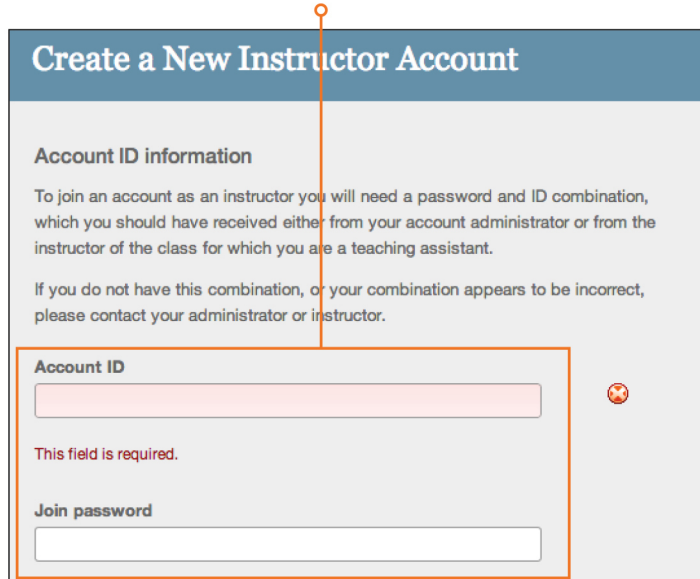 Create a New Instructor Account
Account ID information
To join an account as an instructor you will need a password and ID combination,
which you should have received either from your account administrator or from the
instructor of the class for which you are a teaching assistant.
If you do not have this combination, or your combination appears to be incorrect,
please contact your administrator or instructor.
Account ID
This field is required.
Join password